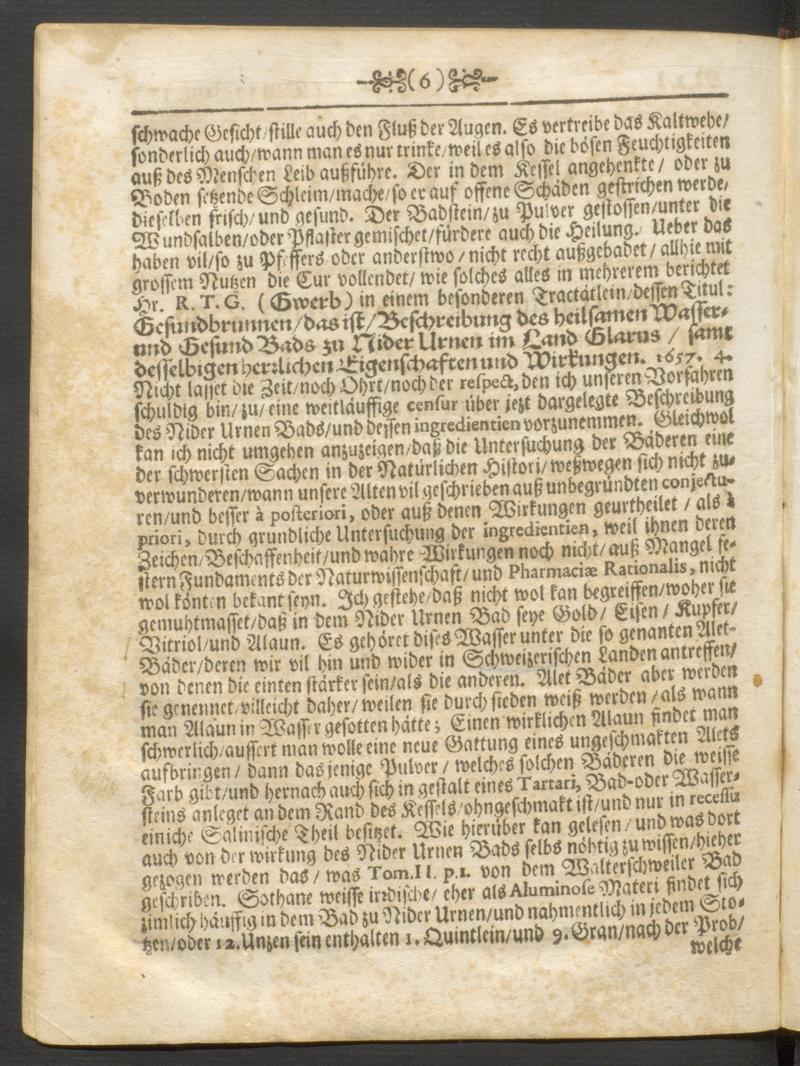 (6)
schwache Gesicht/stille auch den Fluß der Augen. Es vertreibe das Kaltwehe/
sonderlich auch/wann man es nur trinke/weil es also die bösen Feuchtigkeiten
auß des Menschen Leib außführe. Der in dem Kessel angehenkte/ oder zu
Boden setzende Schleim/mache/so er auf offene Schäden gestrichen werde/
dieselben frisch/und gesund. Der Badstein/zu Pulver gestossen/unter die
Wundsalben/oder Pflaster gemischet/fürdere auch die Heilung. Ueber das
haben vil/so zu Pfeffers oder anderstwo/nicht recht außgebadet/allhie mit
grossem Nutzen die Cur vollendet/ wie solches alles in mehrerem berichtet
Hr. R. T. G. (Gwerb) in einem besonderen Tractätlein/dessen Titul:
Gesundbrunnen/das ist/Beschreibung des heilsamen Wasser-
und Gesund Bads zu Nider Urnen im Land Glarus / samt
desselbigen herzlichen Eigenschaften und Wirkungen. 1657. 4.
Nicht lasset die Zeit/noch Ohrt/noch der respect, den ich unseren Vorfahren
schuldig bin/zu/eine weitläuffige censur über jezt dargelegte Beschreibung
des Nider Urnen Bads/und dessen ingredientien vorzunemmen. Gleichwol
kan ich nicht umgehen anzuzeigen/daß die Untersuchung der Bäderen eine
der schwersten Sachen in der Natürlichen Histori/weßwegen sich nicht zu-
verwunderen/wann unsere Alten vil geschrieben auß unbegründten conjectu-
ren/und besser à posteriori, oder auß denen Wirkungen geurtheilet / als à
priori, durch grundliche Untersuchung der ingredientien, weil ihnen deren
Zeichen/Beschaffenheit/und wahre Wirkungen noch nicht/auß Mangel fe-
stern Fundaments der Naturwissenschaft/und Pharmaciæ Rationalis, nicht
wol könten bekant seyn. Ich gestehe/daß nicht wol kan begreiffen/woher sie
gemuhtmasset/daß in dem Nider Urnen Bad seye Gold/ Eisen/ Kupfer/
Vitriol/und Alaun. Es gehöret dises Wasser unter die so genanten Alet-
Bäder/deren wir vil hin und wider in Schweizerischen Landen antreffen/
von denen die einten stärker sein/als die anderen. Alet Bäder aber werden
sie genennet/villeicht daher/weilen sie durch sieden weiß werden/als wann
man Alaun in Wasser gesotten hätte; Einen wirklichen Alaun findet man
schwerlich/aussert man wolle eine neue Gattung eines ungeschmakten Alets
aufbringen/ dann das jenige Pulver/ welches solchen Bäderen die weisse
Farb gibt/und hernach auch sich in gestalt eines Tartari, Bad-oder Wasser-
steins anleget an dem Rand des Kessels/ohngeschmakt ist/und nur in recessu
einiche Salinische Theil besitzet. Wie hierüber kan gelesen/und was dort
auch von der wirkung des Nider Urnen Bads selbs nöhtig zu wissen/hieher
gezogen werden das/was Tom. II. p. 1. von dem Walterschweiler Bad
geschriben. Sothane weisse irrdische/ eher als Aluminose Materi findet sich
zimlich häuffig in dem Bad zu Nider Urnen/und nahmentlich in jedem Sto-
tzen/oder 12. Unzen sein enthalten 1. Quintlein/und 9. Gran/nach der Prob/
welche